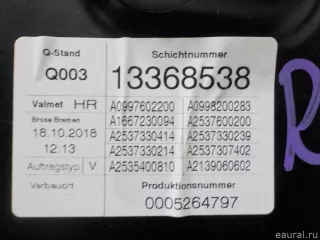 Q-Stand Schichtnummer
Q003 13368538
Valmet HR A0997602200 A0998200283
Brose Bremen A1667230094 A2537600200
18.10.2018 A2537330414 A2537330239
12:13 A2537330214 A2537307402
Auftragstyp V A2535400810 A2139060602
Verbauort Produktionsnummer
0005264797
R
eaural.ru